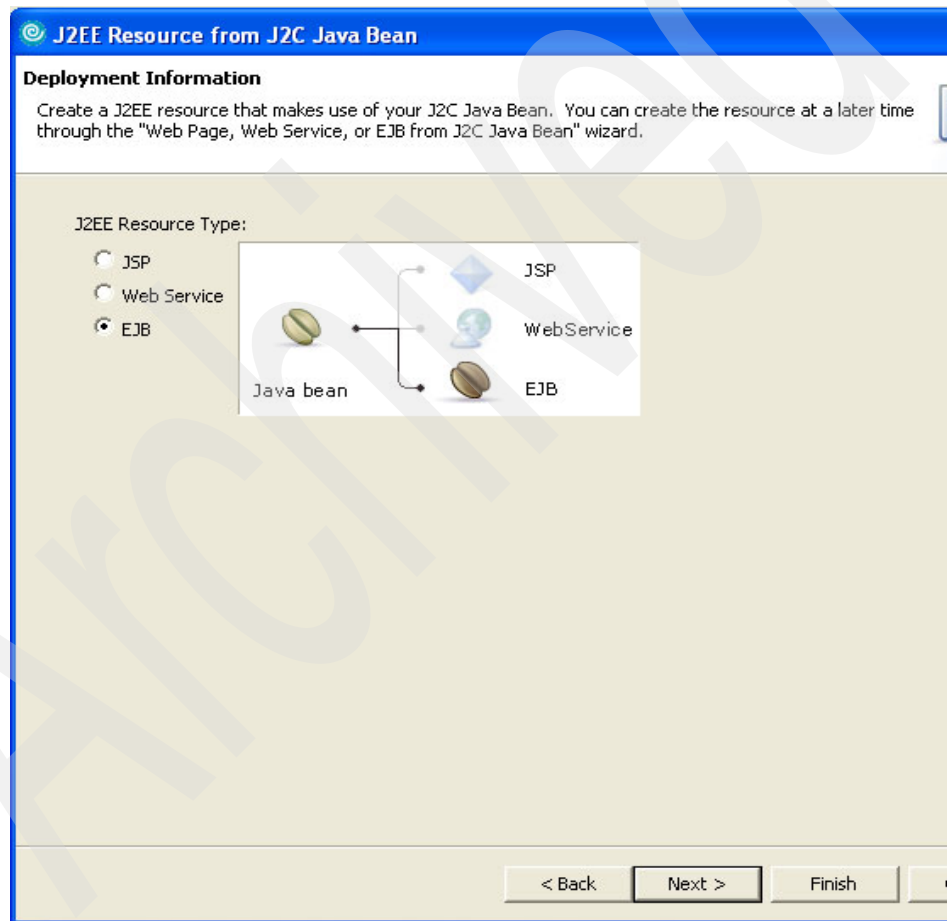 J2EE Resource from J2C Java Bean
Deployment Information
Create a J2EE resource that makes use of your J2C Java Bean. You can create the resource at a later time
through the "Web Page, Web Service, or EJB from J2C Java Bean" wizard.
J2EE Resource Type:
JSP
Web Service
EJB
JSP
WebService
Java bean
EJB
< Back
Next >
Finish
Archived